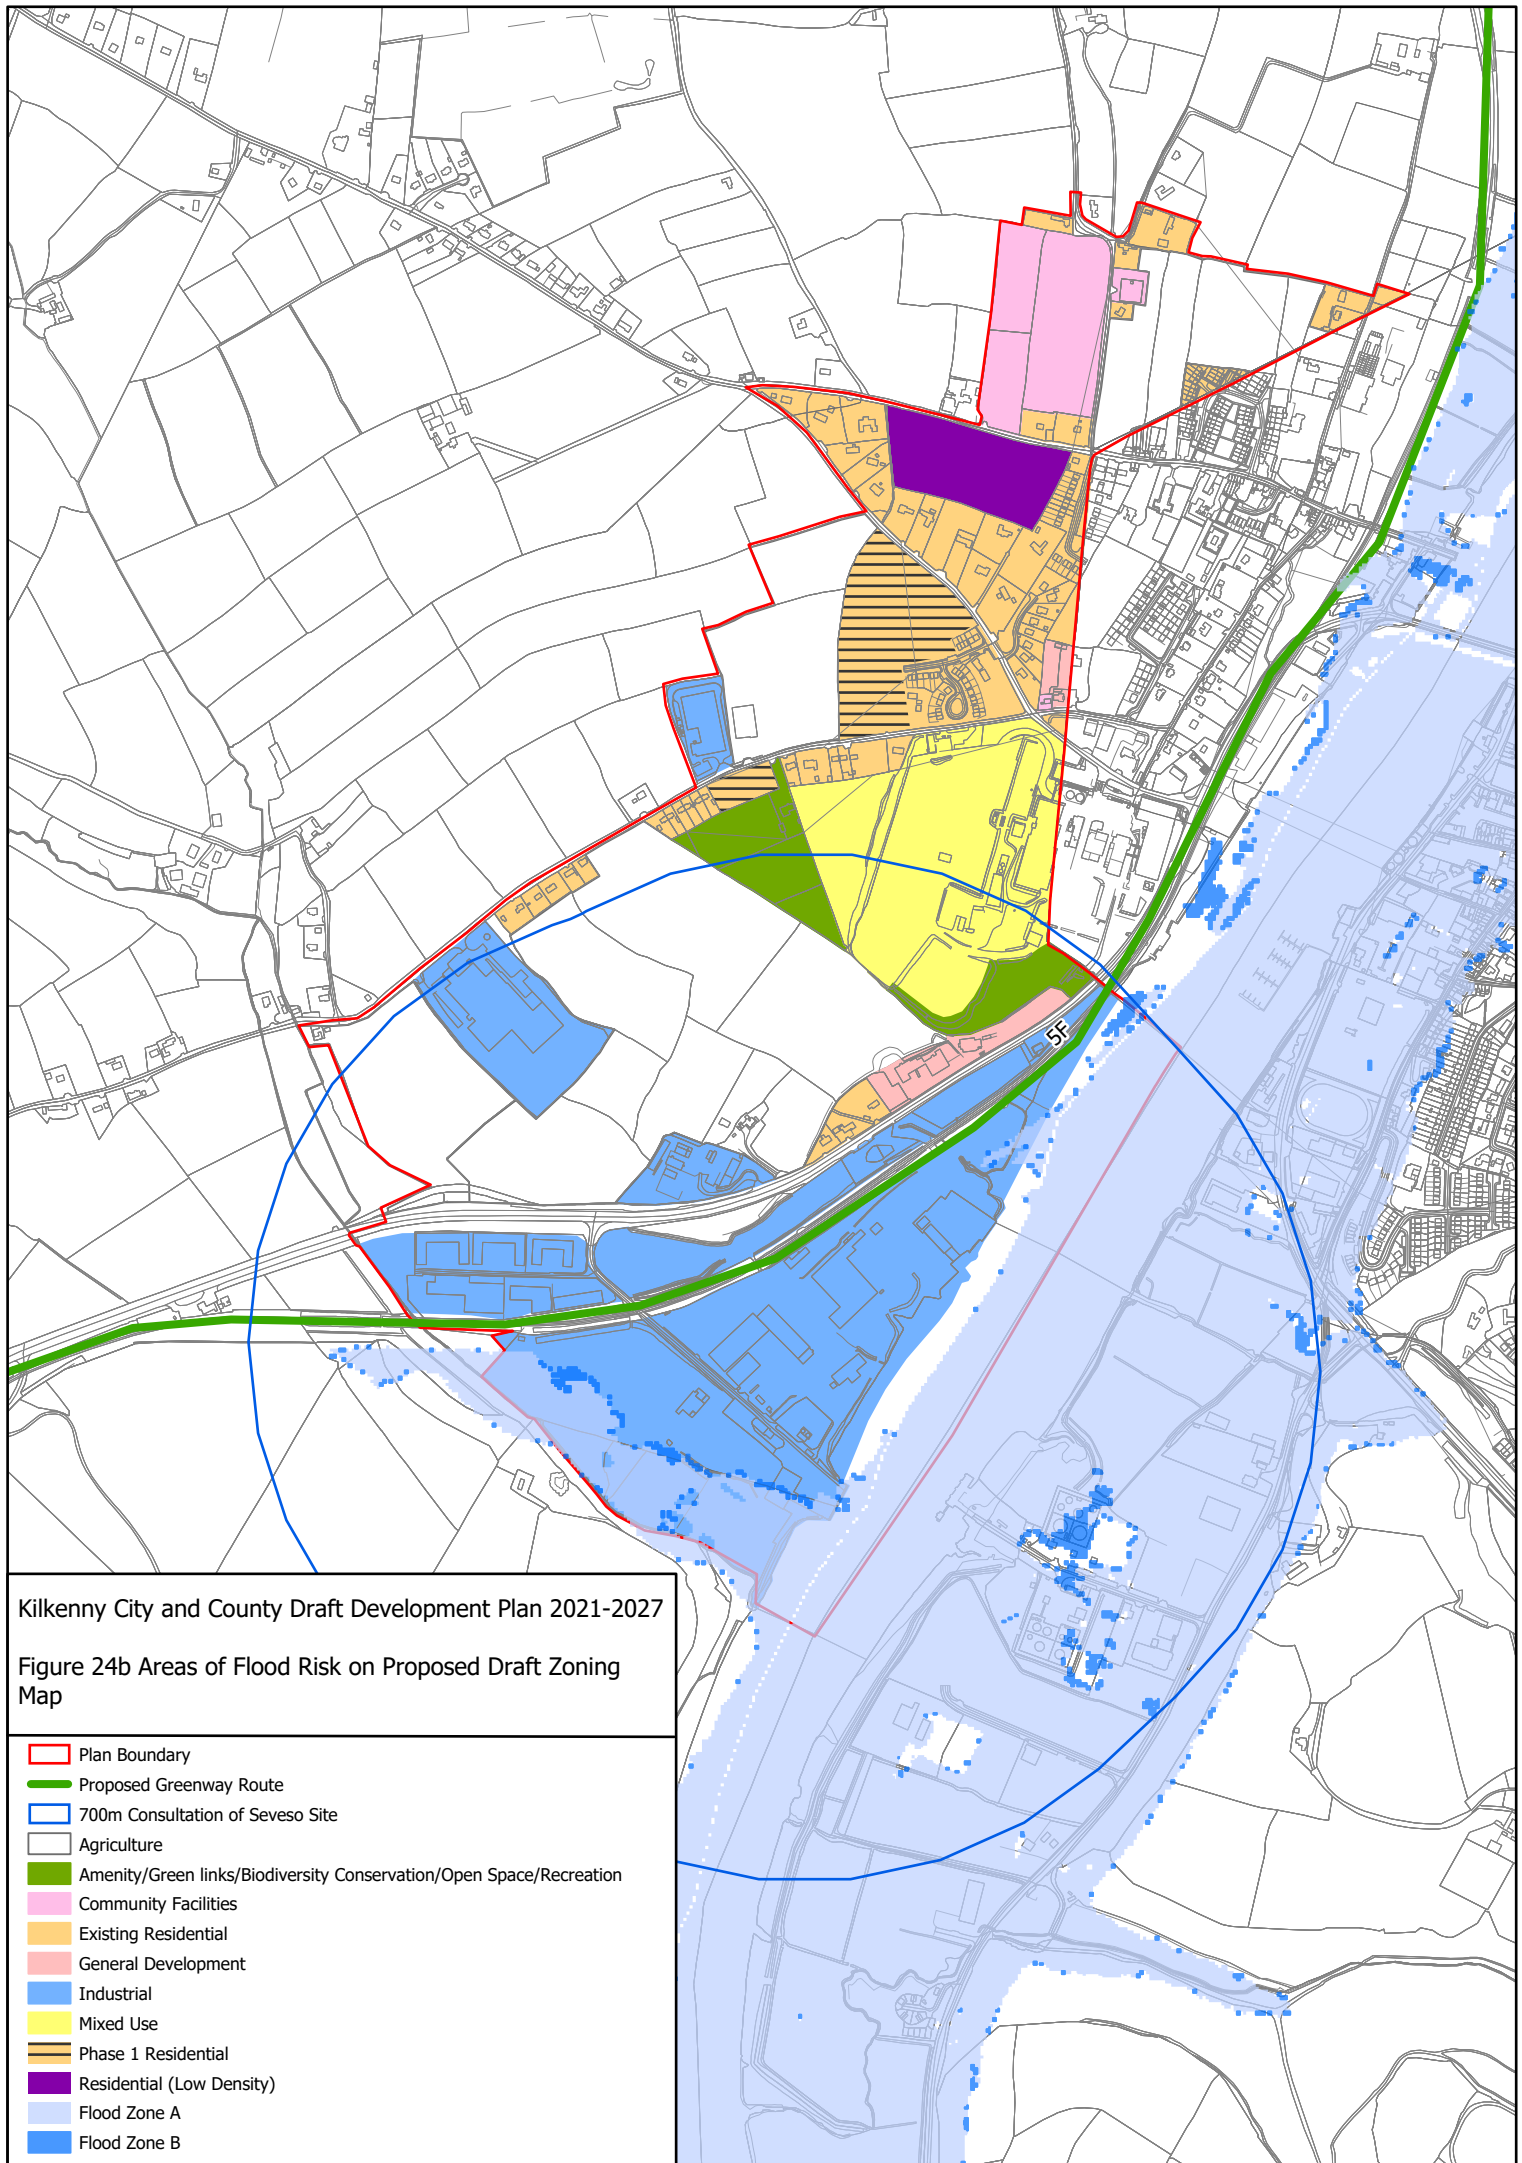 5F
Kilkenny City and County Draft Development Plan 2021-2027
Figure 24b Areas of Flood Risk on Proposed Draft Zoning
Map
Plan Boundary
Proposed Greenway Route
700m Consultation of Seveso Site
Agriculture
Amenity/Green links/Biodiversity Conservation/Open Space/Recreation
Community Facilities
Existing Residential
General Development
Industrial
Mixed Use
Phase 1 Residential
Residential (Low Density)
Flood Zone A
Flood Zone B